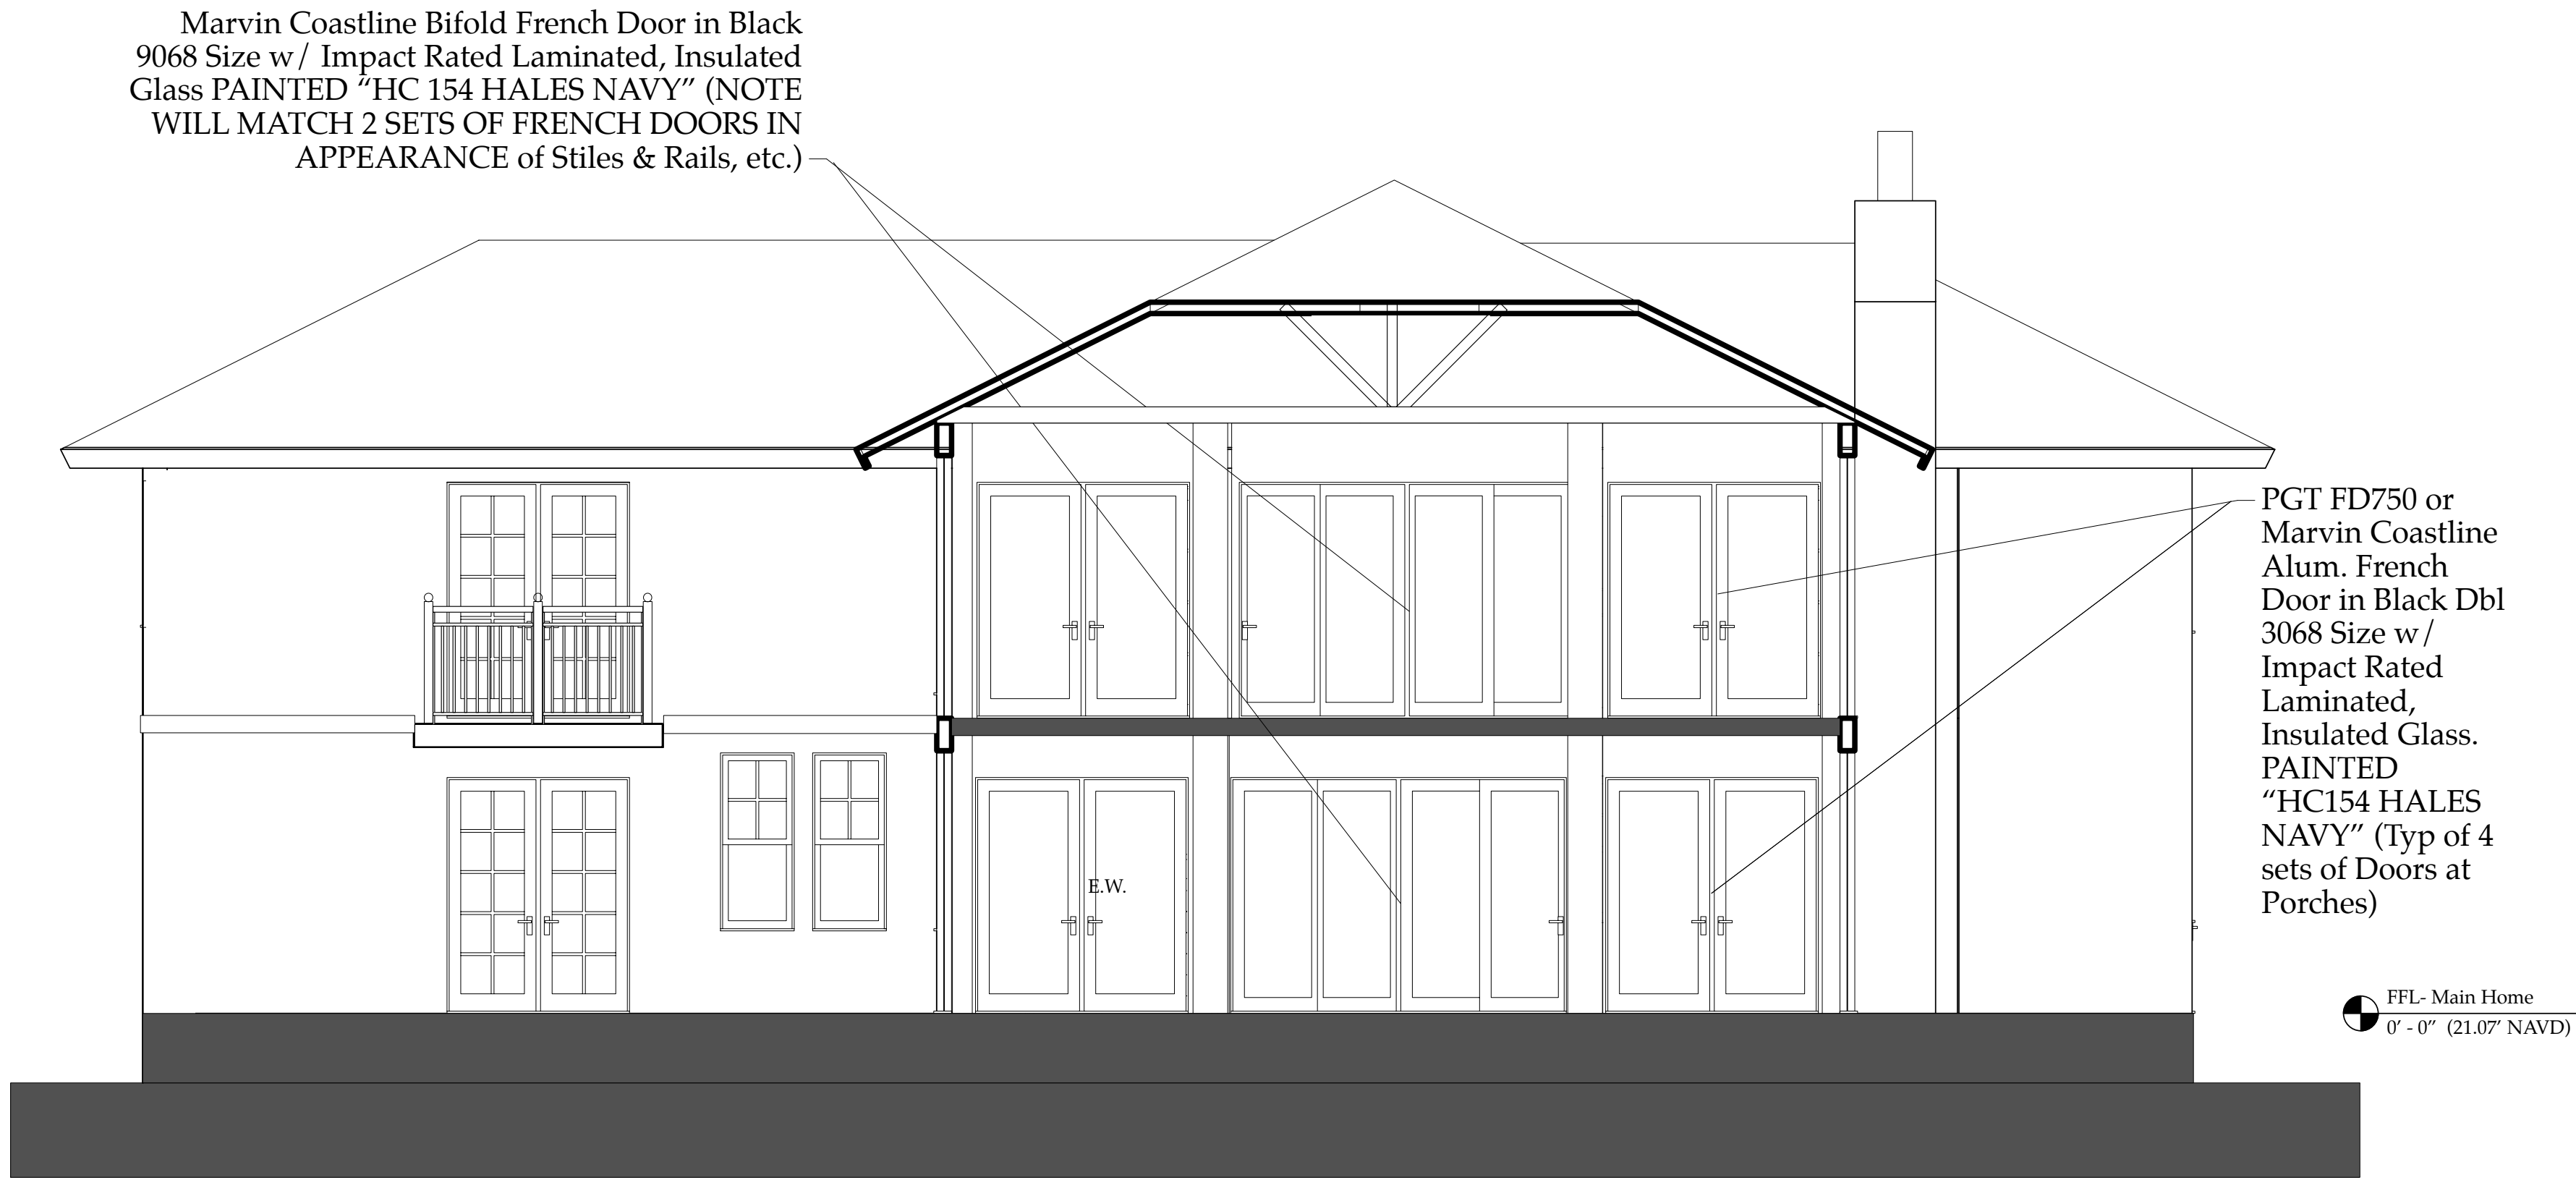 Marvin Coastline Bifold French Door in Black
9068 Size w/ Impact Rated Laminated, Insulated
Glass PAINTED “HC 154 HALES NAVY” (NOTE
WILL MATCH 2 SETS OF FRENCH DOORS IN
APPEARANCE of Stiles & Rails, etc.)
PGT FD750 or
Marvin Coastline
Alum. French
Door in Black Dbl
3068 Size w/
Impact Rated
Laminated,
Insulated Glass.
PAINTED
“HC154 HALES
NAVY” (Typ of 4
sets of Doors at
Porches)
E.W.
FFL- Main Home
0’ - 0” (21.07’ NAVD)